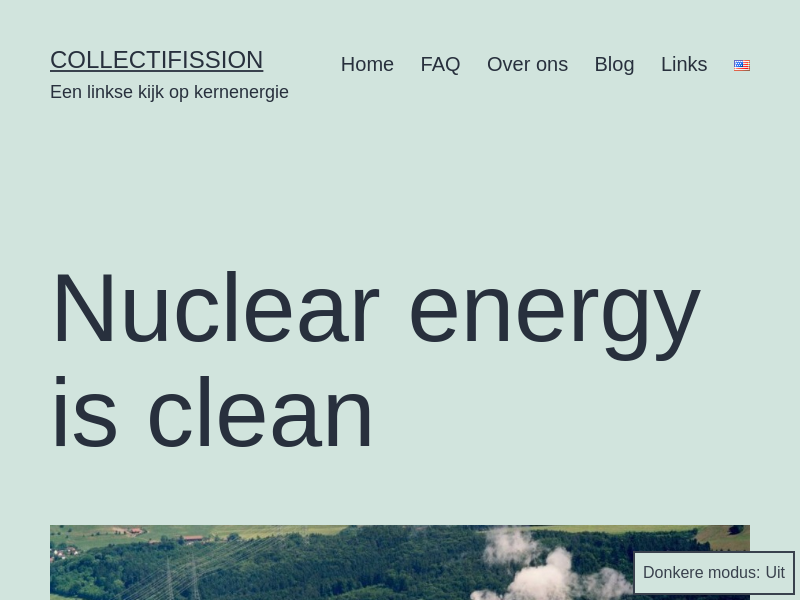 COLLECTIFISSION
Een linkse kijk op kernenergie
Home FAQ Over ons Blog Links
Nuclear energy
is clean
Donkere modus: Uit